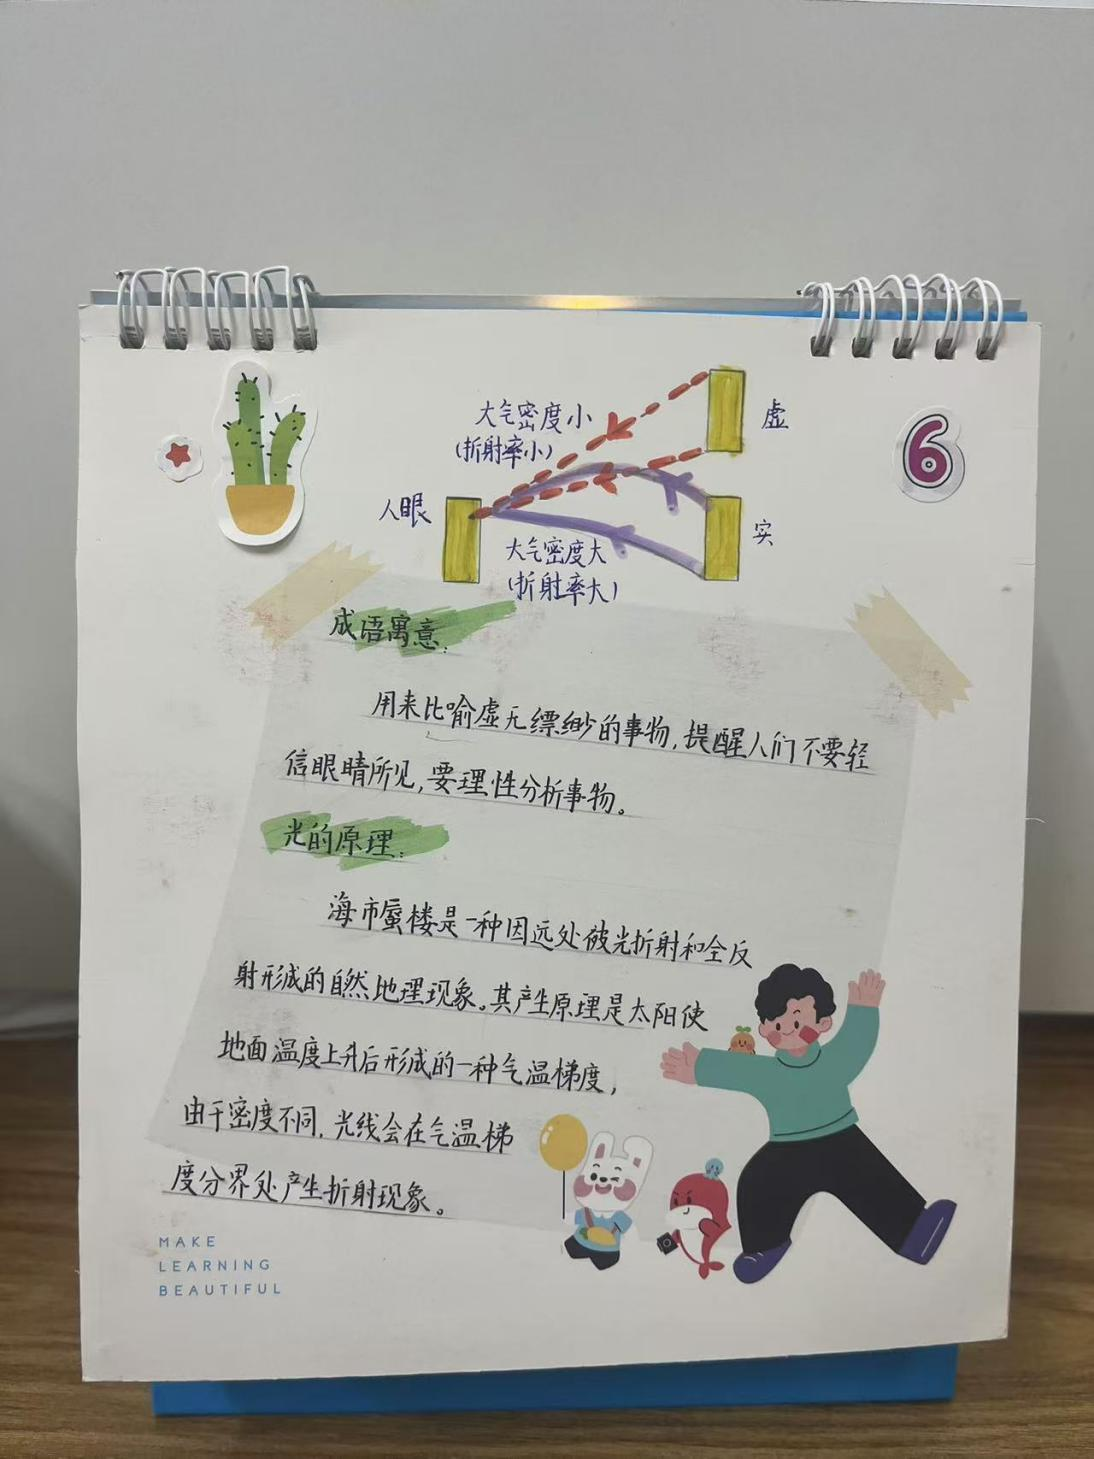 6
大气密度小
(折射率小)
虚
人眼
实
大气密度大
(折射率大)
成语寓意:
用来比喻虚无缥缈的事物,提醒人们不要轻
信眼睛所见,要理性分析事物。
光的原理:
海市蜃楼是一种因远处被光折射和全反
射形成的自然地理现象。其产生原理是太阳使
地面温度上升后形成的一种气温梯度,
由于密度不同,光线会在气温梯
度分界处产生折射现象。
MAKE
LEARNING
BEAUTIFUL